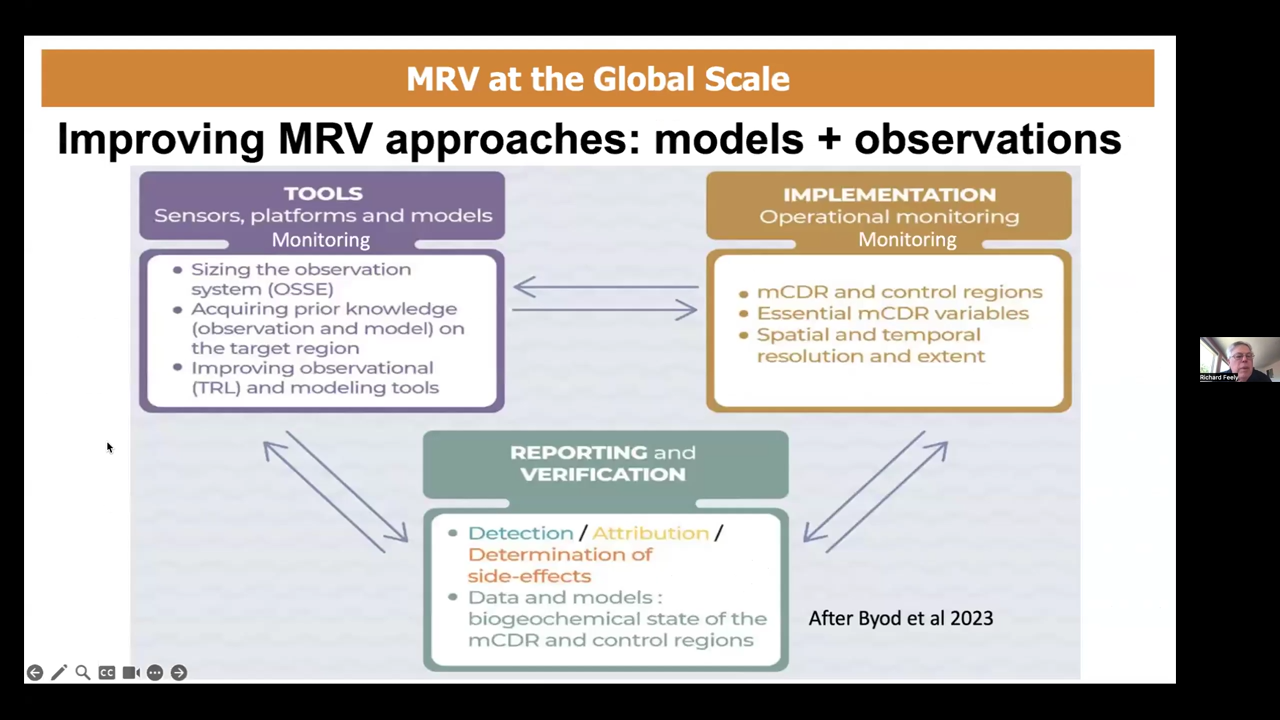 MRV at the Global Scale
Improving MRV approaches: models + observations
TOOLS
Sensors, platforms and models
Monitoring
• Sizing the observation
system (OSSE)
• Acquiring prior knowledge
(observation and model) on
the target region
• Improving observational
(TRL) and modeling tools
IMPLEMENTATION
Operational monitoring
Monitoring
• mCDR and control regions
• Essential mCDR variables
• Spatial and temporal
resolution and extent
REPORTING and
VERIFICATION
• Detection / Attribution /
Determination of
side-effects
• Data and models :
biogeochemical state of the
mCDR and control regions
After Byod et al 2023
CC
Richard Feely